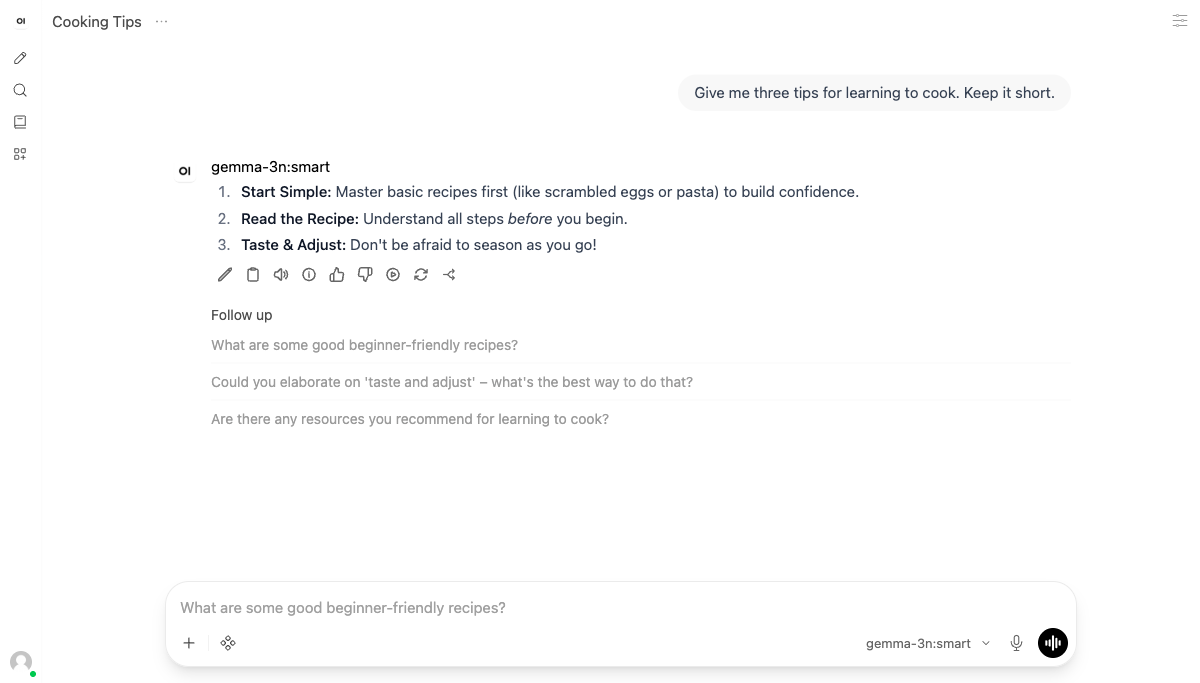 OI
Cooking Tips
Give me three tips for learning to cook. Keep it short.
OI
gemma-3n:smart
1. Start Simple: Master basic recipes first (like scrambled eggs or pasta) to build confidence.
2. Read the Recipe: Understand all steps before you begin.
3. Taste & Adjust: Don't be afraid to season as you go!
Follow up
What are some good beginner-friendly recipes?
Could you elaborate on 'taste and adjust' – what's the best way to do that?
Are there any resources you recommend for learning to cook?
What are some good beginner-friendly recipes?
gemma-3n:smart